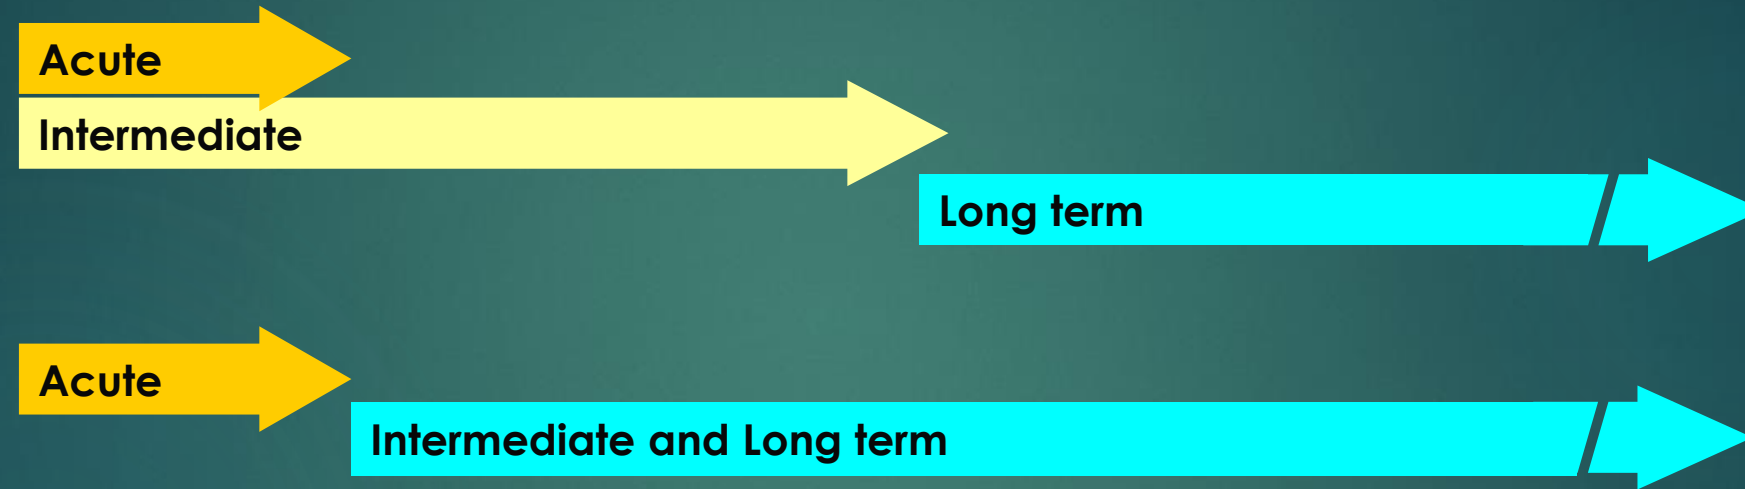 Acute
Intermediate
Long term
Acute
Intermediate and Long term